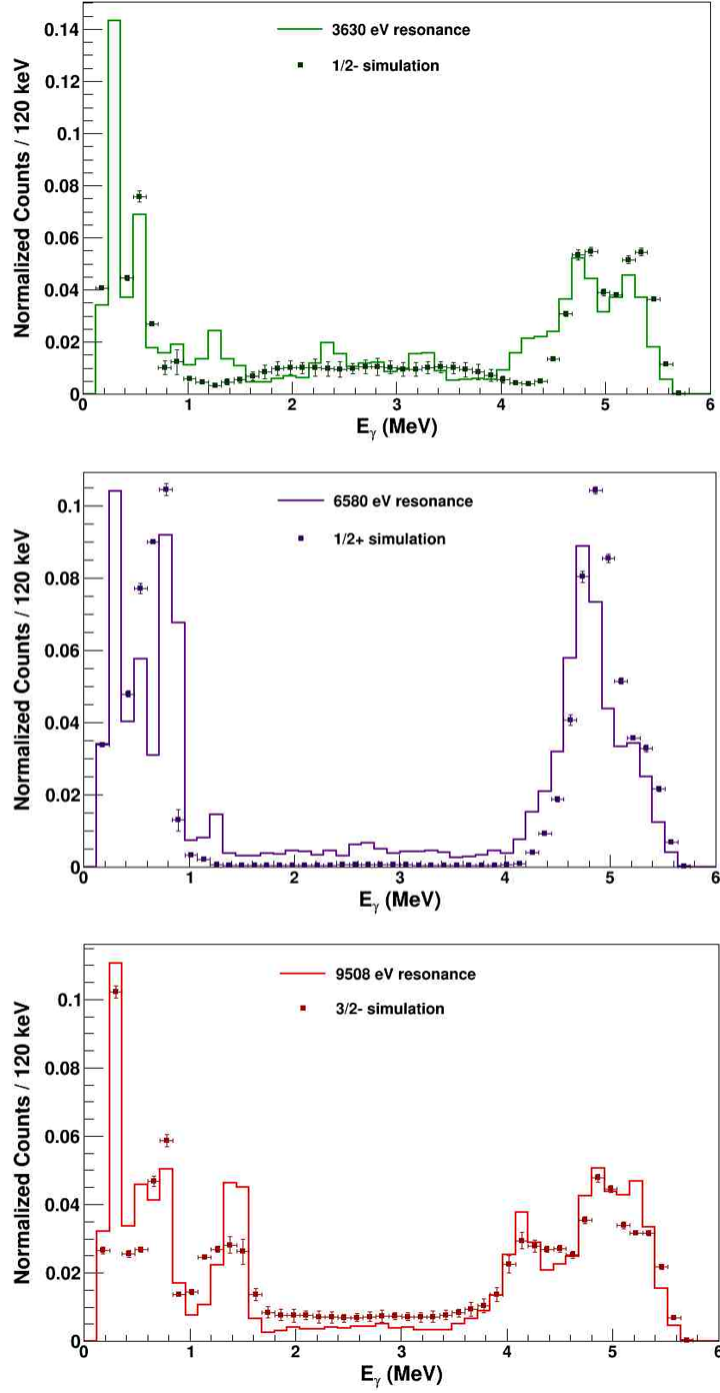 3630 eV resonance
1/2- simulation
Normalized Counts / 120 keV
0.14
0.12
0.1
0.08
0.06
0.04
0.02
0
0 1 2 3 4 5 6
Eγ (MeV)
6580 eV resonance
1/2+ simulation
Normalized Counts / 120 keV
0.1
0.08
0.06
0.04
0.02
0
0 1 2 3 4 5 6
Eγ (MeV)
9508 eV resonance
3/2- simulation
Normalized Counts / 120 keV
0.1
0.08
0.06
0.04
0.02
0
0 1 2 3 4 5 6
Eγ (MeV)